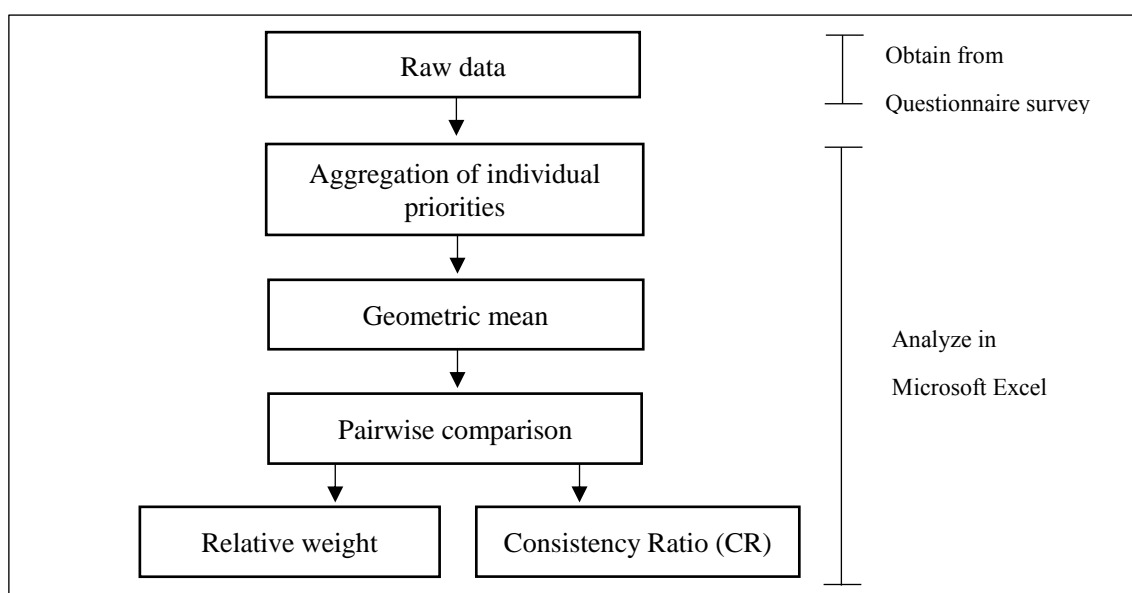 Raw data
Obtain from
Questionnaire survey
Aggregation of individual
priorities
Geometric mean
Analyze in
Microsoft Excel
Pairwise comparison
Relative weight
Consistency Ratio (CR)